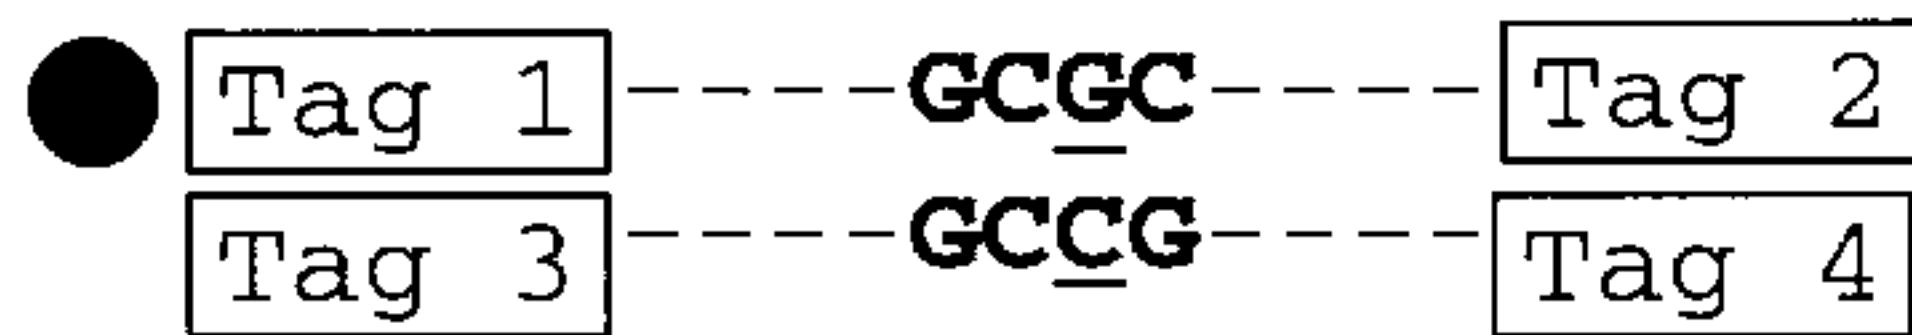 Tag 1 -----GCGC----- Tag 2
Tag 3 -----GCCG----- Tag 4